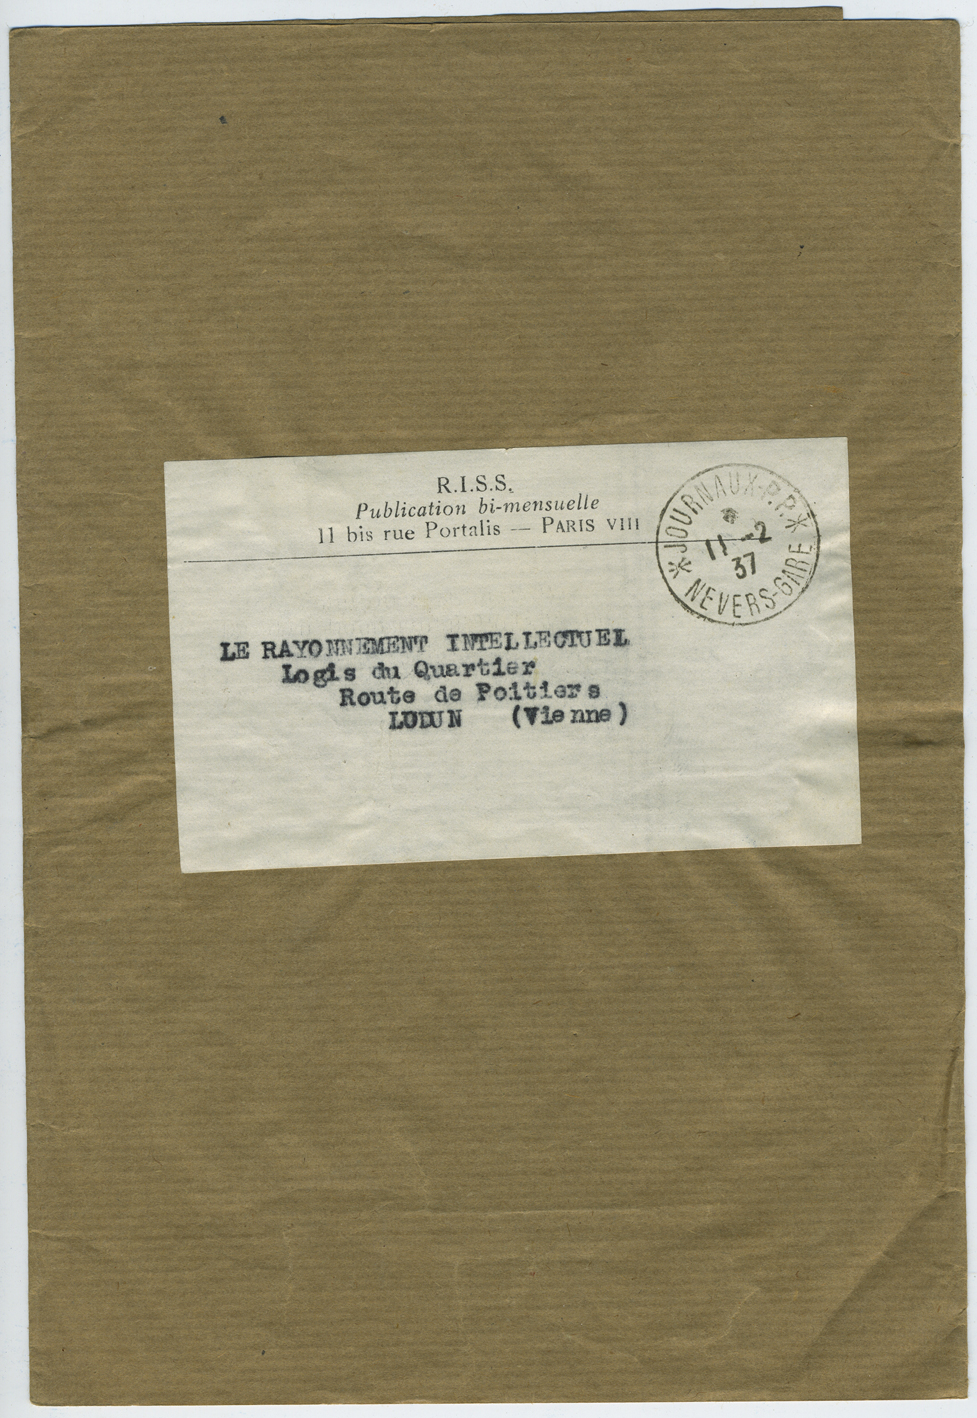 R.I.S.S.
Publication bi-mensuelle
11 bis rue Portalis — PARIS VIII
*JOURNAUX-P.P.*
11 -2
37
NEVERS-GARE
LE RAYONNEMENT INTELLECTUEL
Logis du Quartier
Route de Poitiers
LUDUN (Vienne)